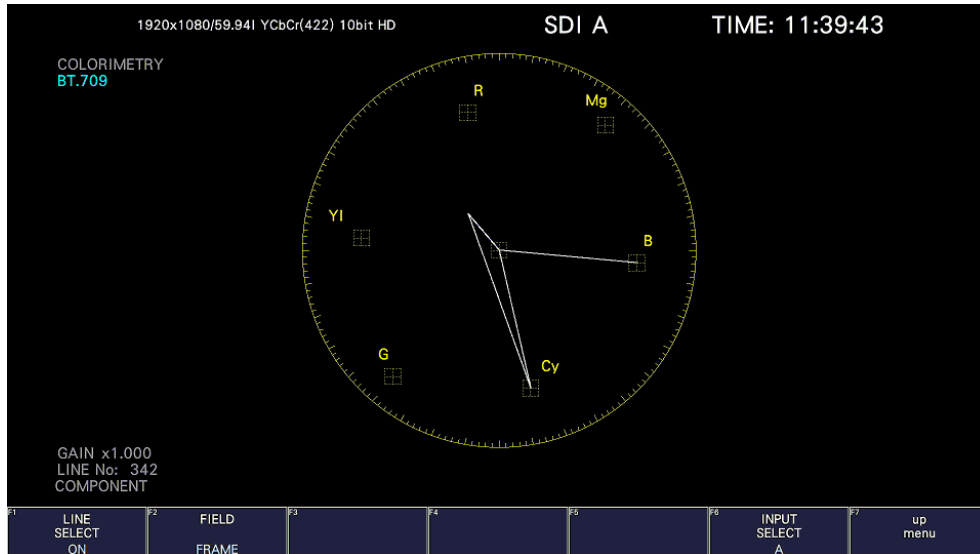 1920x1080/59.94I YCbCr(422) 10bit HD SDI A TIME: 11:39:43
COLORIMETRY
BT.709
R
Mg
Yl
B
G
Cy
GAIN x1.000
LINE No: 342
COMPONENT
F1 LINE SELECT ON
F2 FIELD FRAME
F3
F4
F5
F6 INPUT SELECT A
F7 up menu